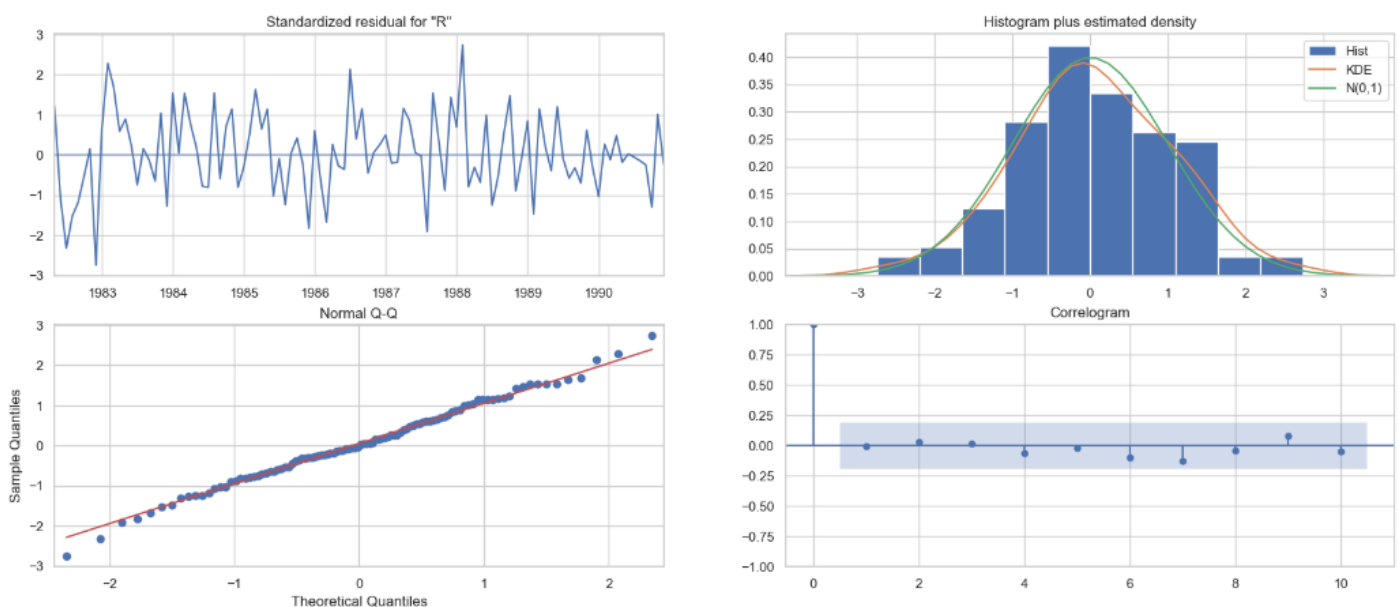 Standardized residual for "R"
3
2
1
0
−1
−2
−3
1983 1984 1985 1986 1987 1988 1989 1990
Histogram plus estimated density
0.40
0.35
0.30
0.25
0.20
0.15
0.10
0.05
0.00
Hist
KDE
N(0,1)
−3 −2 −1 0 1 2 3
Normal Q-Q
Sample Quantiles
3
2
1
0
−1
−2
−3
−2 −1 0 1 2
Theoretical Quantiles
Correlogram
1.00
0.75
0.50
0.25
0.00
−0.25
−0.50
−0.75
−1.00
0 2 4 6 8 10